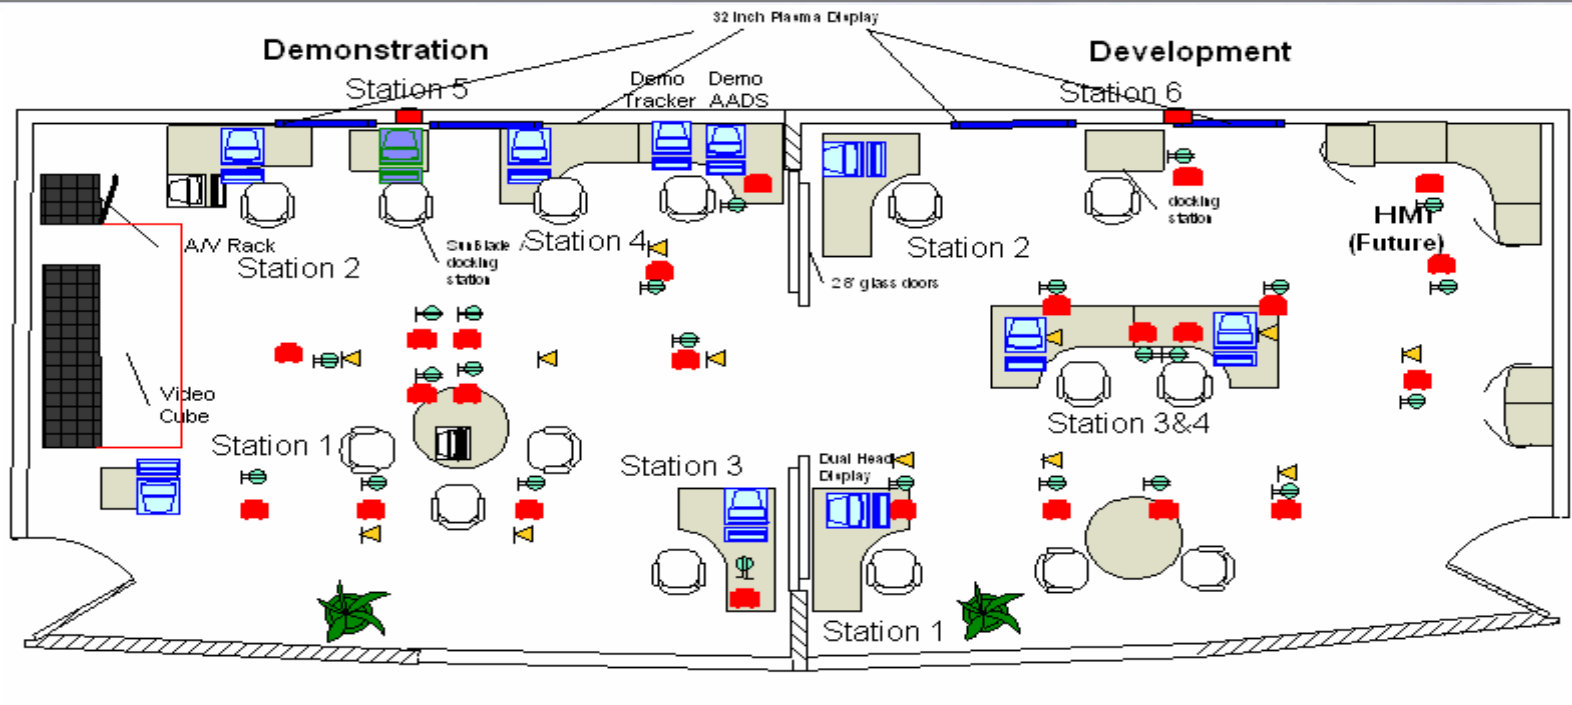 32 Inch Plasma Display
Demonstration
Development
Station 5
Demo
Tracker
Demo
AADS
Station 6
A/V Rack
Station 2
SunBlade /
docking
station
Station 4
Station 2
docking
station
HMI
(Future)
28' glass doors
Video
Cube
Station 1
Station 3
Station 3&4
Dual Head
Display
Station 1